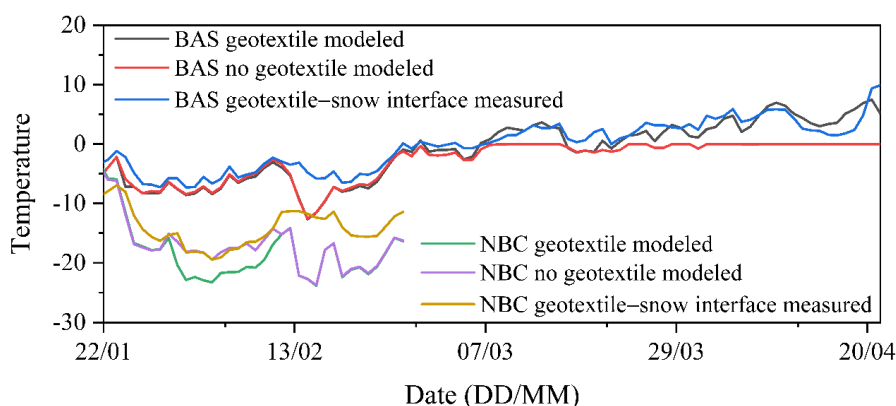 20
BAS geotextile modeled
BAS no geotextile modeled
10
BAS geotextile–snow interface measured
0
Temperature
-10
NBC geotextile modeled
-20
NBC no geotextile modeled
NBC geotextile–snow interface measured
-30
22/01 13/02 07/03 29/03 20/04
Date (DD/MM)